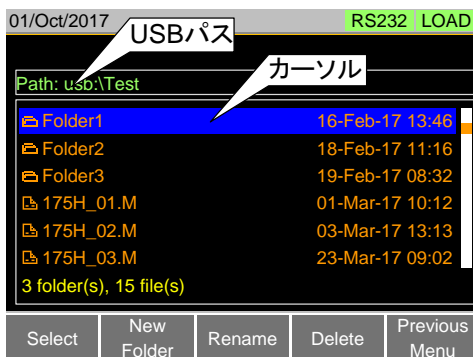 01/Oct/2017
USBパス
RS232 LOAD
カーソル
Path: usb:\Test
Folder1 16-Feb-17 13:46
Folder2 18-Feb-17 11:16
Folder3 19-Feb-17 08:32
175H_01.M 01-Mar-17 10:12
175H_02.M 03-Mar-17 13:13
175H_03.M 23-Mar-17 09:02
3 folder(s), 15 file(s)
Select
New
Folder
Rename
Delete
Previous
Menu